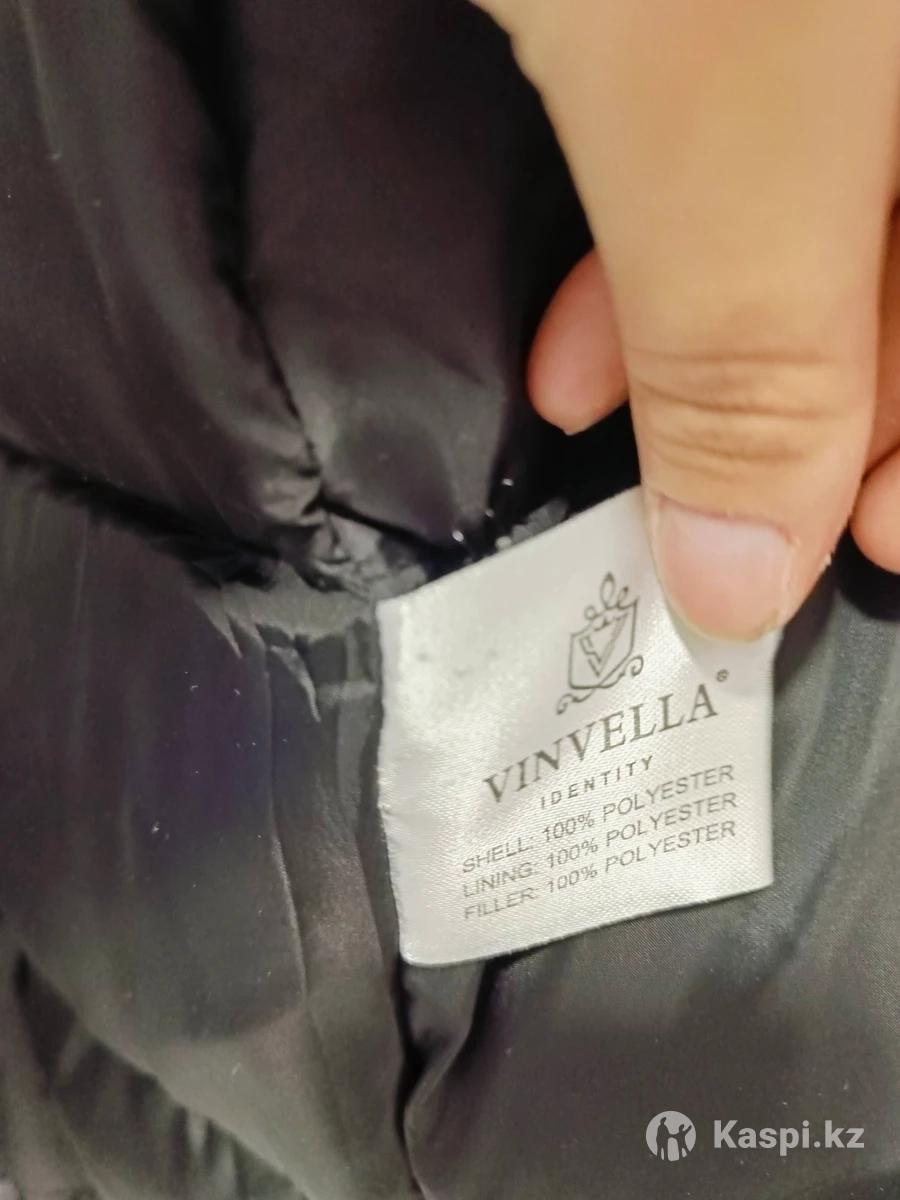 VINVELLA®
IDENTITY
SHELL: 100% POLYESTER
LINING: 100% POLYESTER
FILLER: 100% POLYESTER
Kaspi.kz